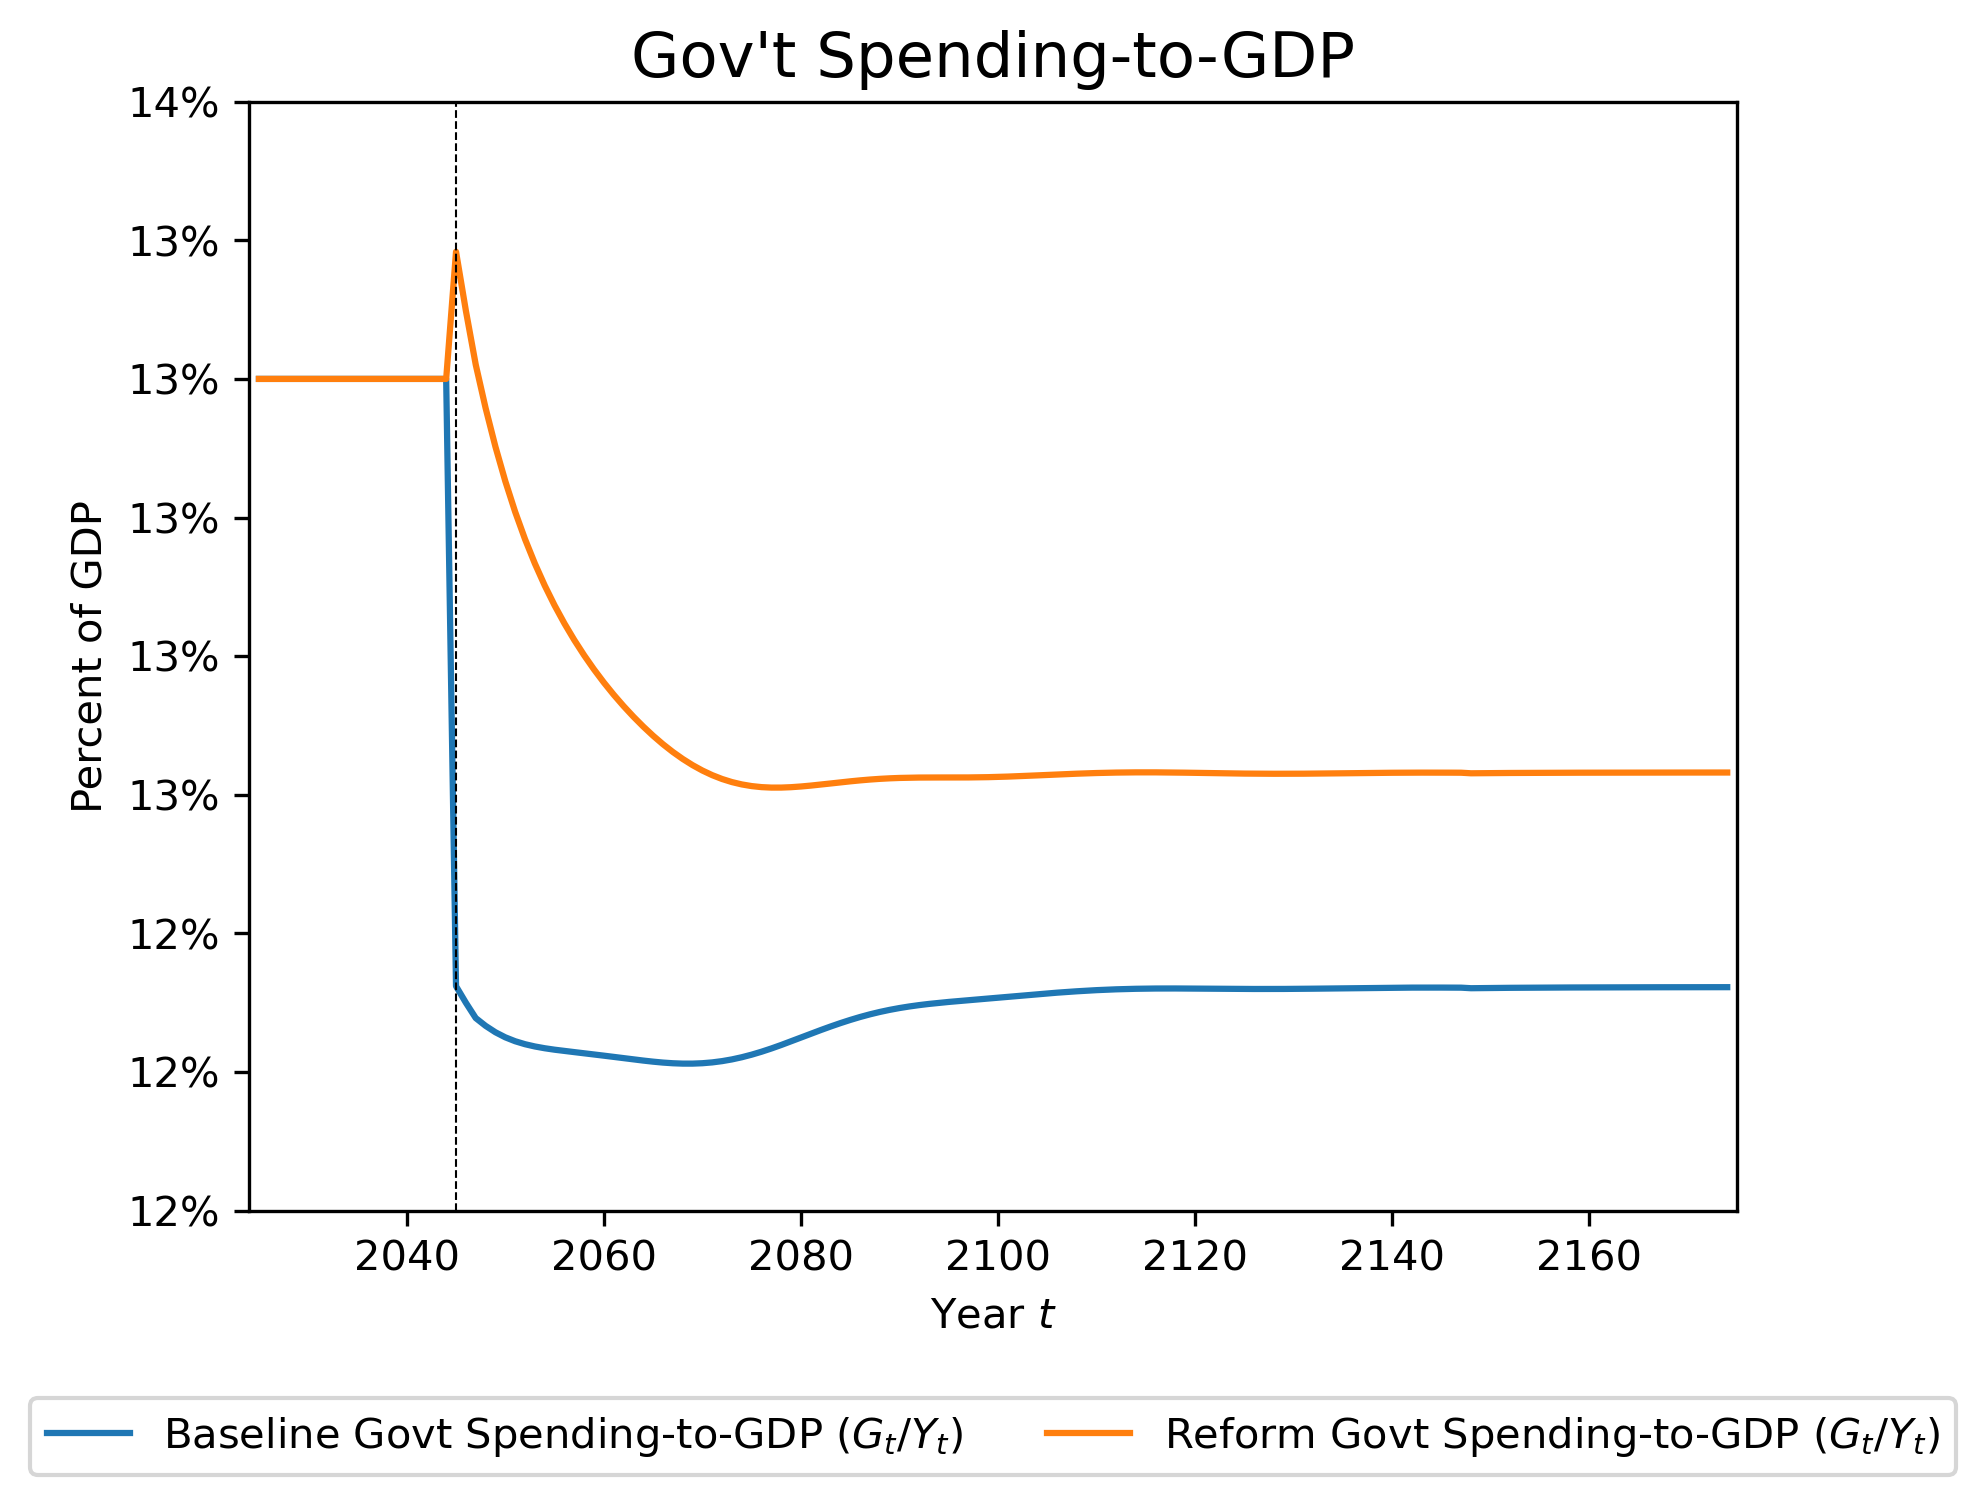 Gov't Spending-to-GDP
14%
13%
13%
13%
13%
13%
12%
12%
12%
Percent of GDP
2040 2060 2080 2100 2120 2140 2160
Year t
Baseline Govt Spending-to-GDP (Gₜ/Yₜ) Reform Govt Spending-to-GDP (Gₜ/Yₜ)